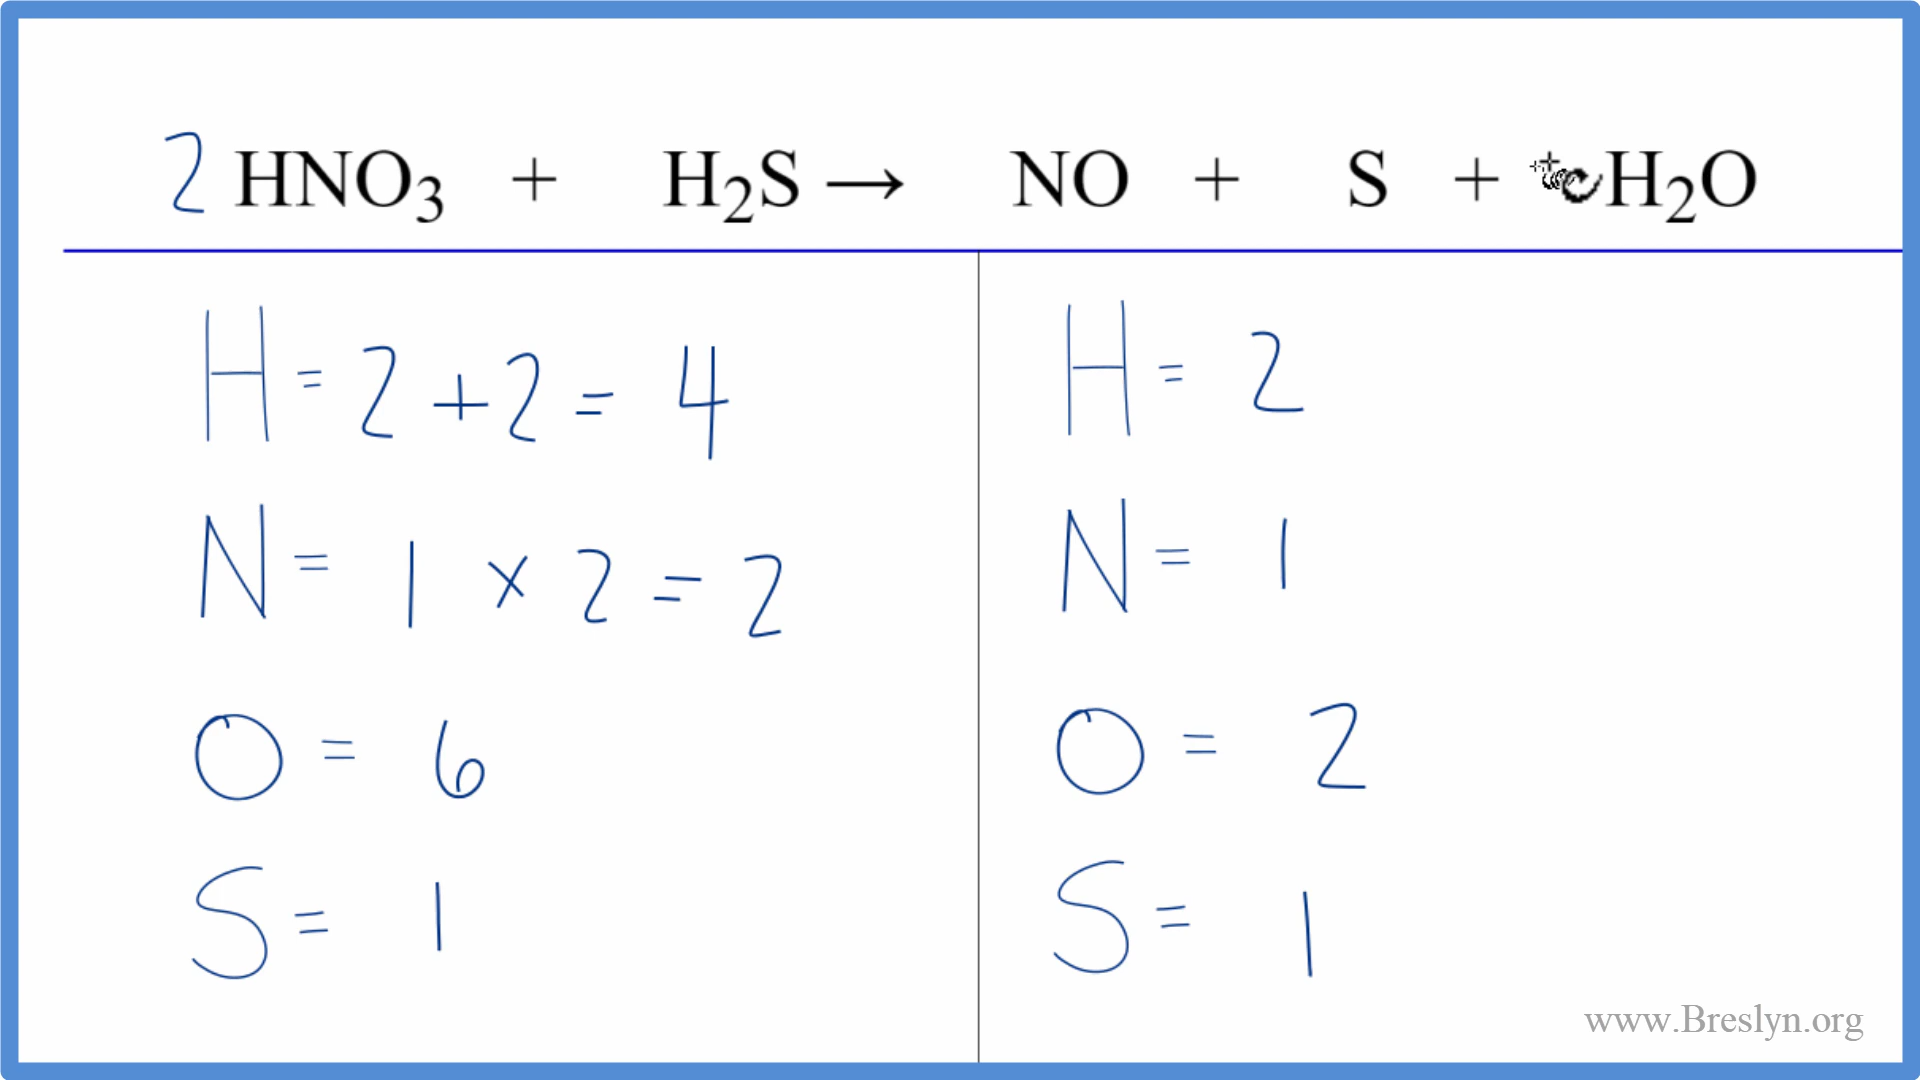 2 HNO₃ + H₂S → NO + S + H₂O
H = 2 + 2 = 4
N = 1 × 2 = 2
O = 6
S = 1
H = 2
N = 1
O = 2
S = 1
www.Breslyn.org